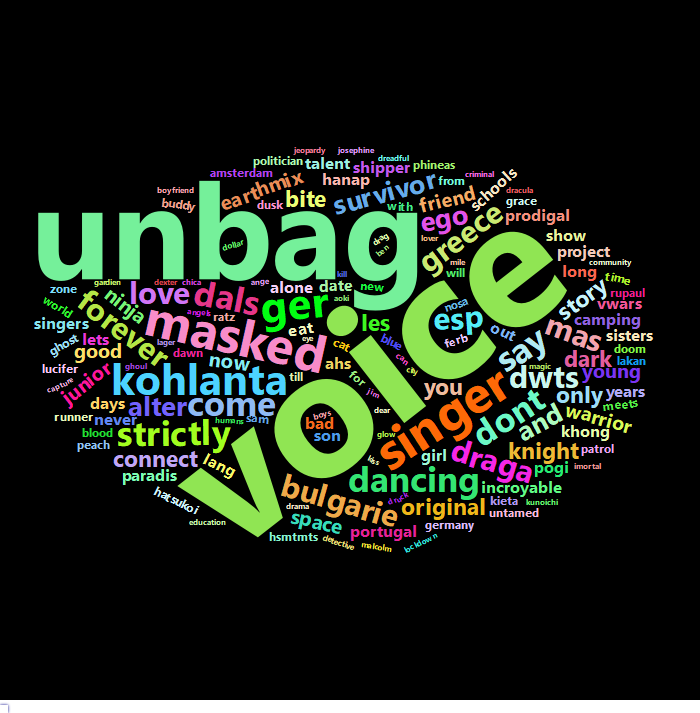 jeopardy josephine
politician talent shipper dreadful phineas
amsterdam hanap from criminal schools
boyfriend earthmix bite survivor friend dracula
buddy dusk with ego grace
unbag dollar drag ben lover greece prodigal
show
mile will project community
zone gardien dexter chica ange alone date kill new long time
world forever ninja love dals ger aoki les esp nosa story vwars rupaul
singers angels ratz eat voice blue ferb out mas camping
ghost lets masked eye cat say sisters
good lager dawn now ahs can cbj dark doom
lucifer ghoul till for you dwts magic young lakan
capture junior kohlanta jim only years
days alter come boys dear singer dont and meets
runner never humans sam bad warrior
blood strictly son glow khong
peach connect lang kiss girl draga knight patrol
paradis dancing pogi imortal
hatsukoi bulgarie druck incroyable
drama original kieta kunoichi
education space untamed
hsmtmts portugal germany
detective malcolm lockdown